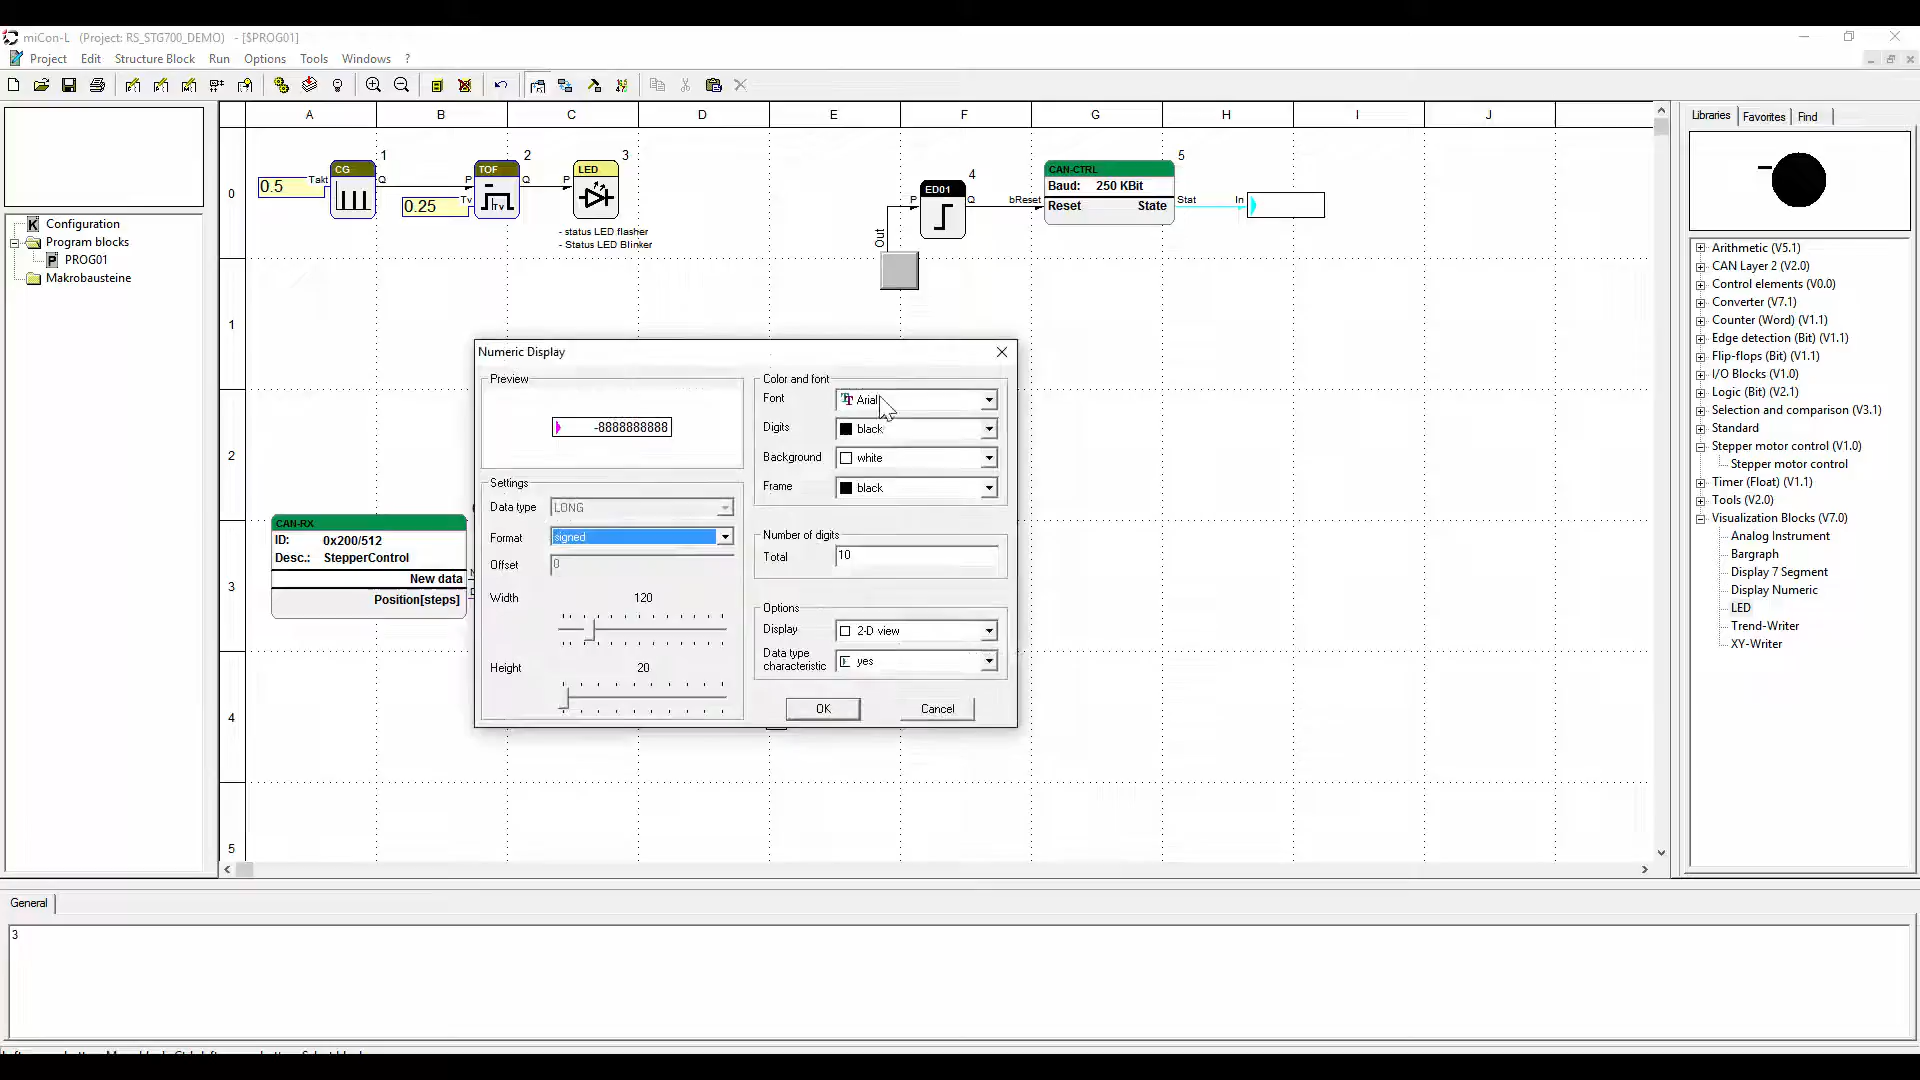 miCon-L (Project: RS_STG700_DEMO) - [$PROG01]
Project Edit Structure Block Run Options Tools Windows ?
A B C D E F G H I J
Libraries Favorites Find
Configuration
Program blocks
PROG01
Makrobausteine
0
1
2
3
4
5
1
CG
0.5 Takt Q
2
TOF
P Q
0.25 Tv
Tv
3
LED
P
- status LED flasher
- Status LED Blinker
4
ED01
P Q
Out
5
CAN-CTRL
Baud: 250 KBit
bReset Reset State Stat In
CAN-RX
ID: 0x200/512
Desc.: StepperControl
New data
Position[steps]
Numeric Display
Preview
-8888888888
Settings
Data type LONG
Format signed
Offset 0
Width 120
Height 20
Color and font
Font Arial
Digits black
Background white
Frame black
Number of digits
Total 10
Options
Display 2-D view
Data type
characteristic yes
OK Cancel
Arithmetic (V5.1)
CAN Layer 2 (V2.0)
Control elements (V0.0)
Converter (V7.1)
Counter (Word) (V1.1)
Edge detection (Bit) (V1.1)
Flip-flops (Bit) (V1.1)
I/O Blocks (V1.0)
Logic (Bit) (V2.1)
Selection and comparison (V3.1)
Standard
Stepper motor control (V1.0)
Stepper motor control
Timer (Float) (V1.1)
Tools (V2.0)
Visualization Blocks (V7.0)
Analog Instrument
Bargraph
Display 7 Segment
Display Numeric
LED
Trend-Writer
XY-Writer
General
3